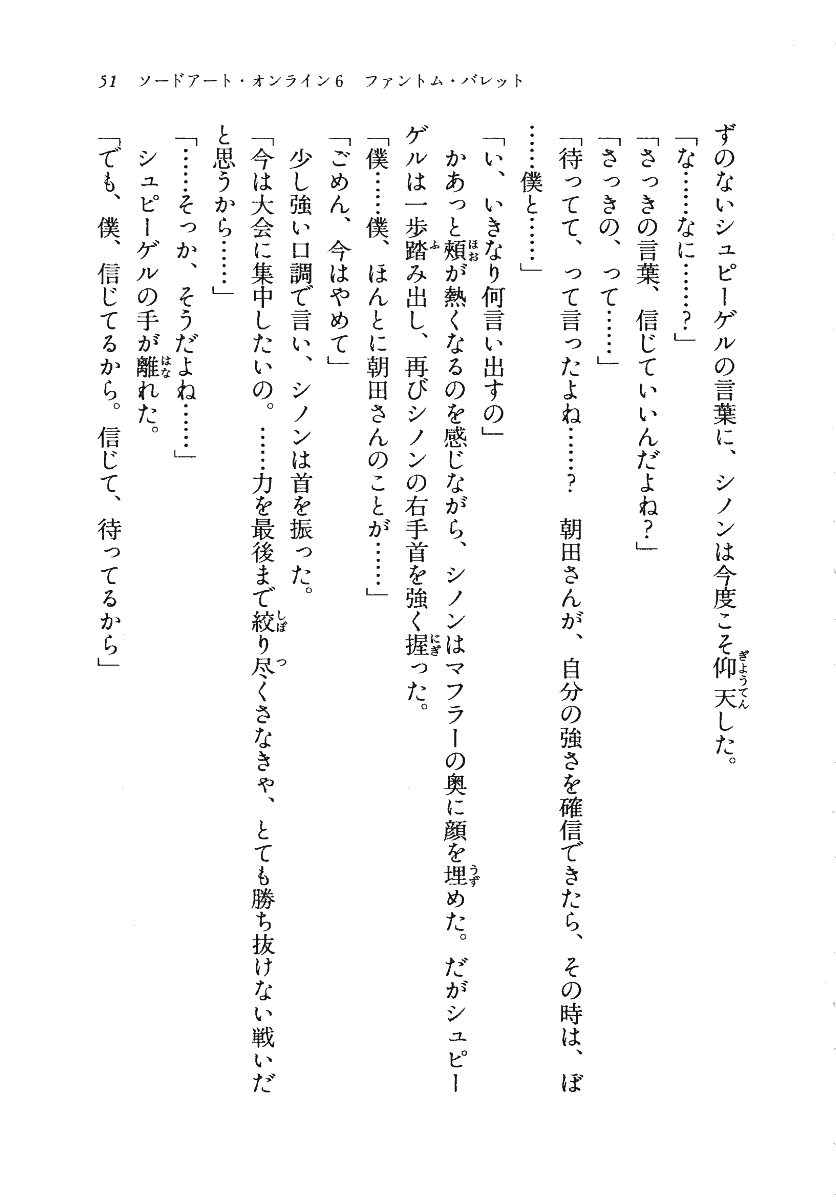 51　ソードアート・オンライン6　ファントム・バレット
ずのないシュピーゲルの言葉に、シノンは今度こそ仰天した。
「な……なに……?」
「さっきの言葉、信じていいんだよね?」
「さっきの、って……」
「待ってて、って言ったよね……?　朝田さんが、自分の強さを確信できたら、その時は、ぼ
……僕と……」
「い、いきなり何言い出すの」
かあっと頬が熱くなるのを感じながら、シノンはマフラーの奥に顔を埋めた。だがシュピー
ゲルは一歩踏み出し、再びシノンの右手首を強く握った。
「僕……僕、ほんとに朝田さんのことが……」
「ごめん、今はやめて」
少し強い口調で言い、シノンは首を振った。
「今は大会に集中したいの。……力を最後まで絞り尽くさなきゃ、とても勝ち抜けない戦いだ
と思うから……」
「……そっか、そうだよね……」
シュピーゲルの手が離れた。
「でも、僕、信じてるから。信じて、待ってるから」